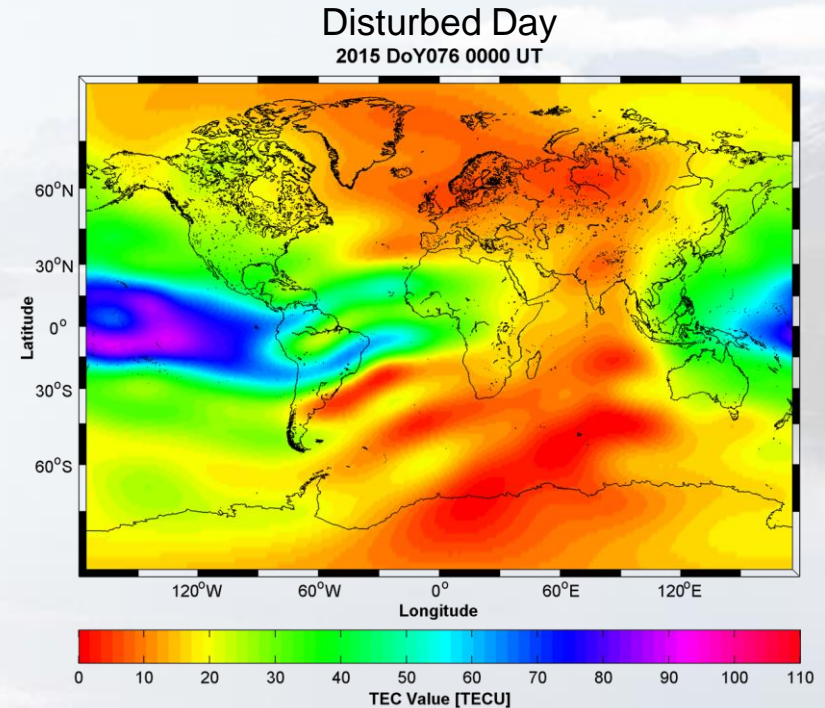 Disturbed Day
2015 DoY076 0000 UT
60°N
30°N
0°
30°S
60°S
Latitude
120°W 60°W 0° 60°E 120°E
Longitude
0 10 20 30 40 50 60 70 80 90 100 110
TEC Value [TECU]